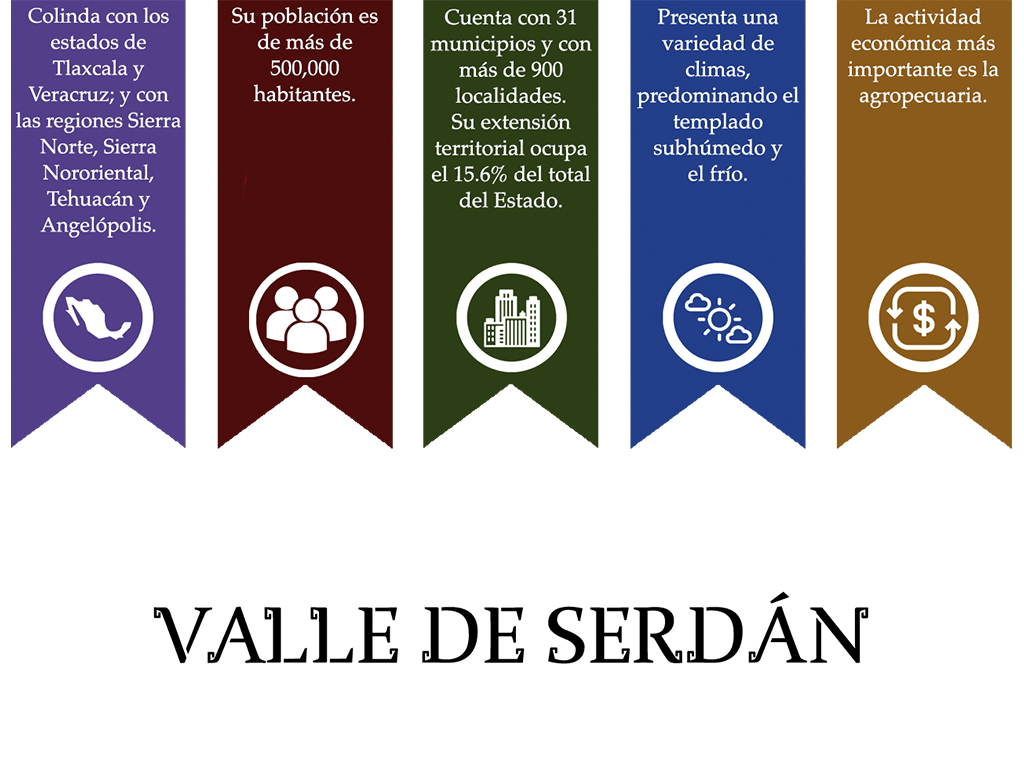 Colinda con los
estados de
Tlaxcala y
Veracruz; y con
las regiones Sierra
Norte, Sierra
Nororiental,
Tehuacán y
Angelópolis.
Su población es
de más de
500,000
habitantes.
Cuenta con 31
municipios y con
más de 900
localidades.
Su extensión
territorial ocupa
el 15.6% del total
del Estado.
Presenta una
variedad de
climas,
predominando el
templado
subhúmedo y
el frío.
La actividad
económica más
importante es la
agropecuaria.
$
VALLE DE SERDÁN